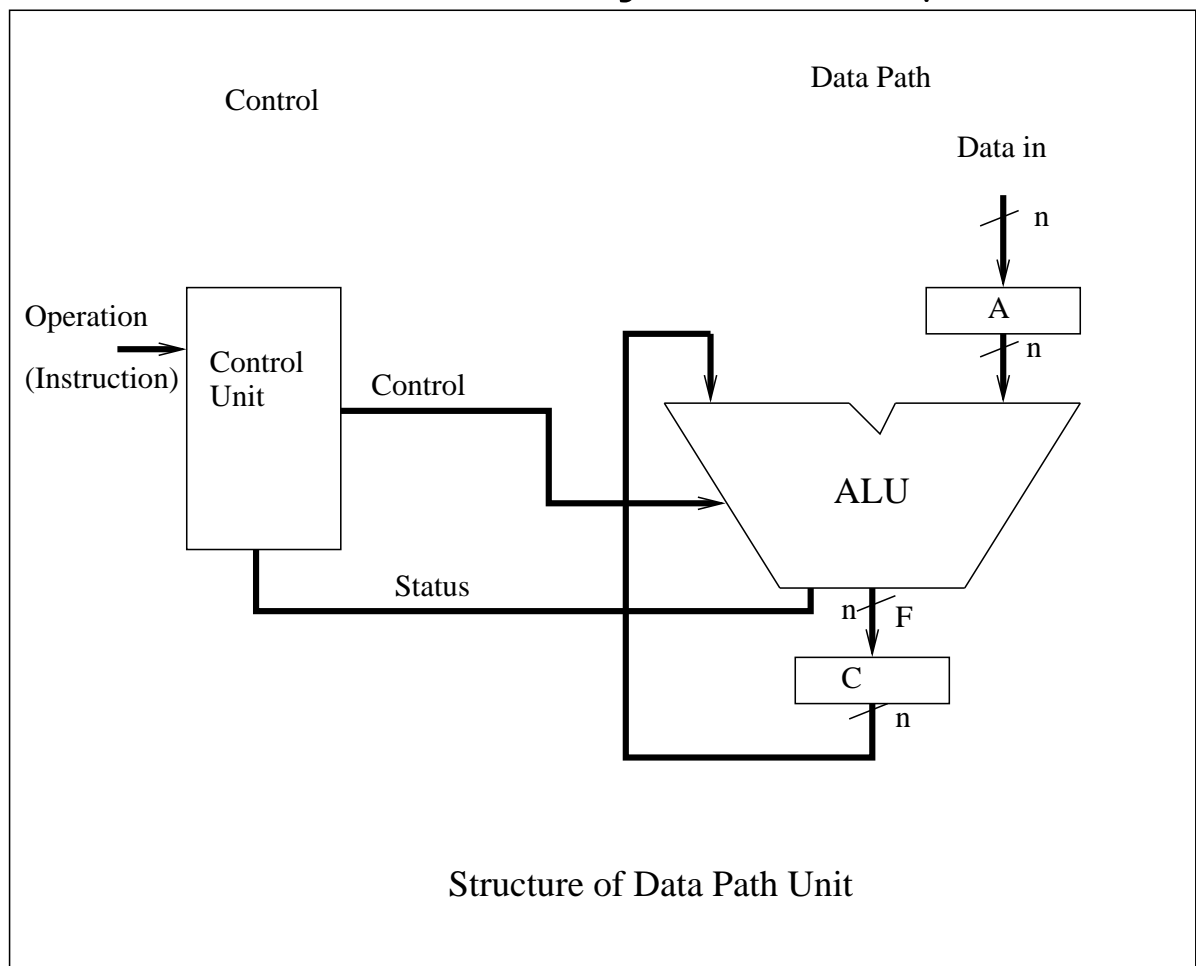 Control
Data Path
Data in
n
A
n
Operation
(Instruction)
Control
Unit
Control
ALU
Status
n
F
C
n
Structure of Data Path Unit